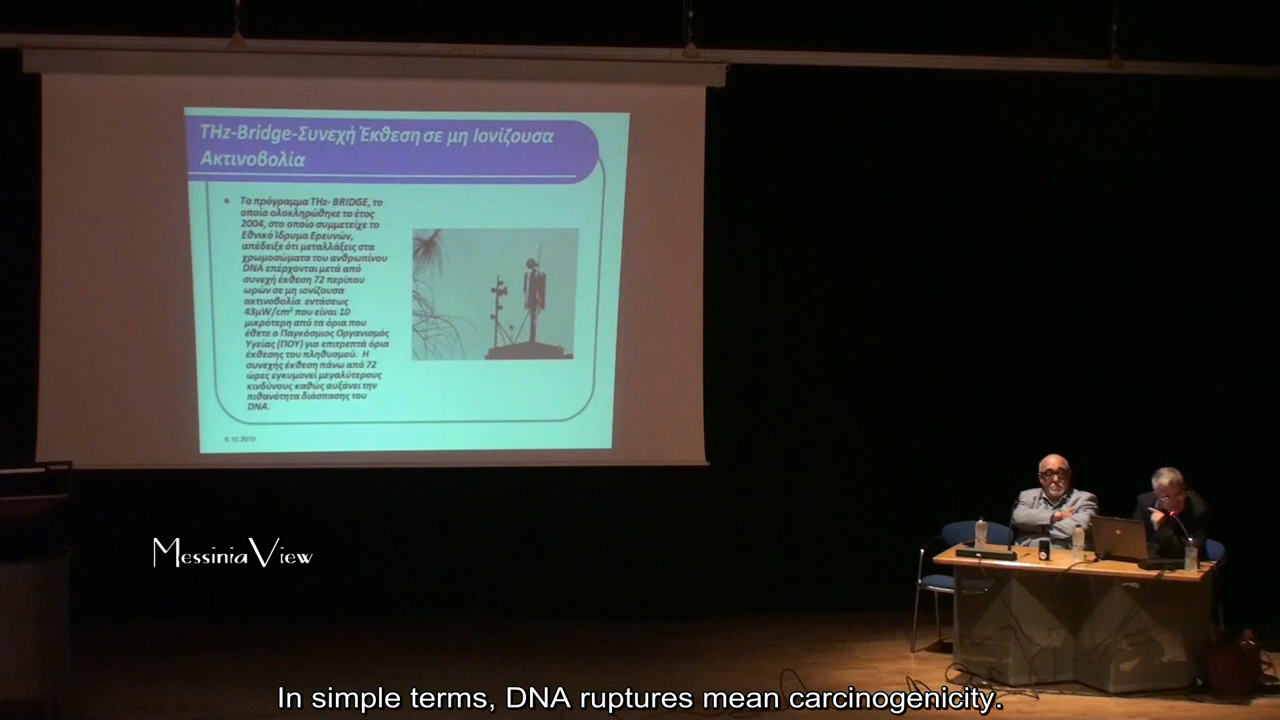 THz-Bridge-Συνεχή Έκθεση σε μη Ιονίζουσα
Ακτινοβολία
Το πρόγραμμα THz- BRIDGE, το
οποίο ολοκληρώθηκε το έτος
2004, στο οποίο συμμετείχε το
Εθνικό Ίδρυμα Ερευνών,
απέδειξε ότι μεταλλάξεις στα
χρωμοσώματα του ανθρωπίνου
DNA επέρχονται μετά από
συνεχή έκθεση 72 περίπου
ωρών σε μη ιονίζουσα
ακτινοβολία εντάσεως
43μW/cm² που είναι 10
μικρότερη από τα όρια που
έθετε ο Παγκόσμιος Οργανισμός
Υγείας (ΠΟΥ) για επιτρεπτά όρια
έκθεσης του πληθυσμού. Η
συνεχής έκθεση πάνω από 72
ώρες εγκυμονεί μεγαλύτερους
κινδύνους καθώς αυξάνει την
πιθανότητα διάσπασης του
DNA.
6.10.2019
MessiniaView
In simple terms, DNA ruptures mean carcinogenicity.